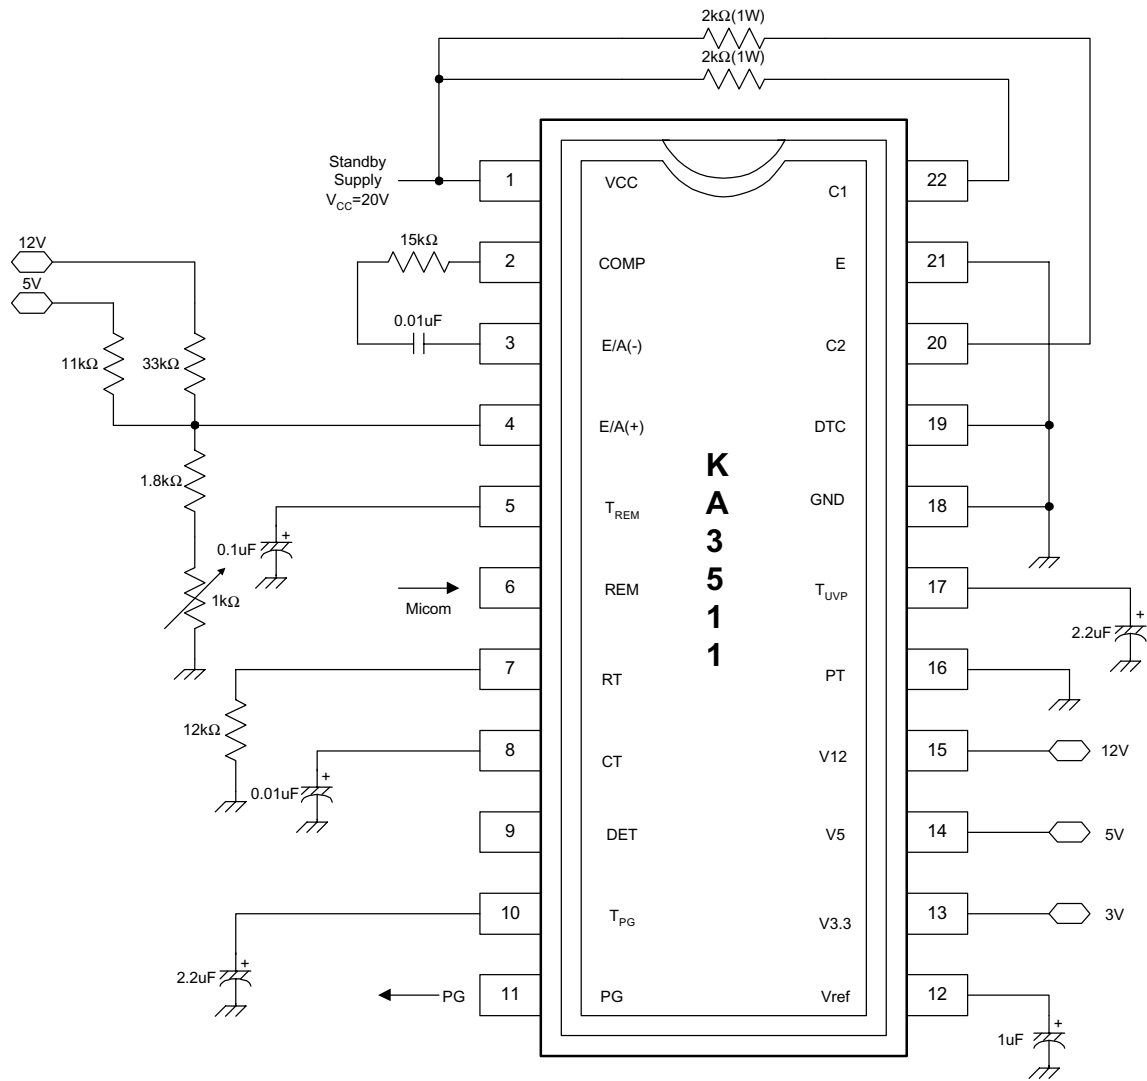 2kΩ(1W)
2kΩ(1W)
Standby
Supply
VCC=20V
1
VCC
C1
22
12V
5V
15kΩ
2
COMP
E
21
0.01uF
3
E/A(-)
C2
20
11kΩ
33kΩ
4
E/A(+)
DTC
19
1.8kΩ
K
A
3
5
1
1
5
TREM
GND
18
0.1uF
1kΩ
Micom
6
REM
TUVP
17
2.2uF
+
+
7
RT
PT
16
12kΩ
8
CT
V12
15
12V
0.01uF
+
9
DET
V5
14
5V
10
TPG
V3.3
13
3V
2.2uF
+
PG
11
PG
Vref
12
1uF
+